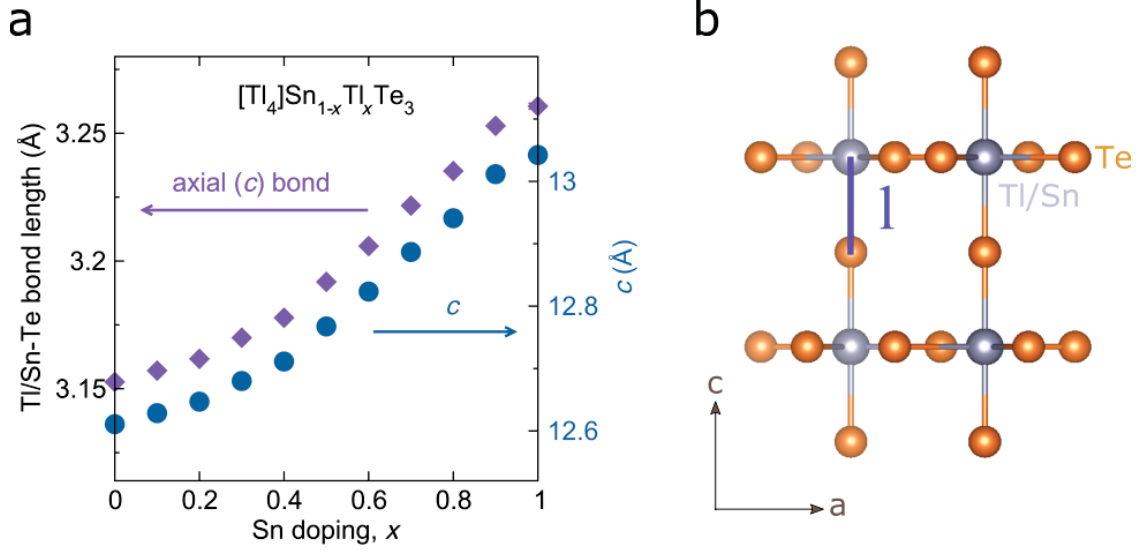 a
[Tl4]Sn1-xTlxTe3
axial (c) bond
c
Tl/Sn-Te bond length (Å)
3.25
3.2
3.15
c (Å)
13
12.8
12.6
0
0.2
0.4
0.6
0.8
1
Sn doping, x
b
Te
Tl/Sn
l
c
a